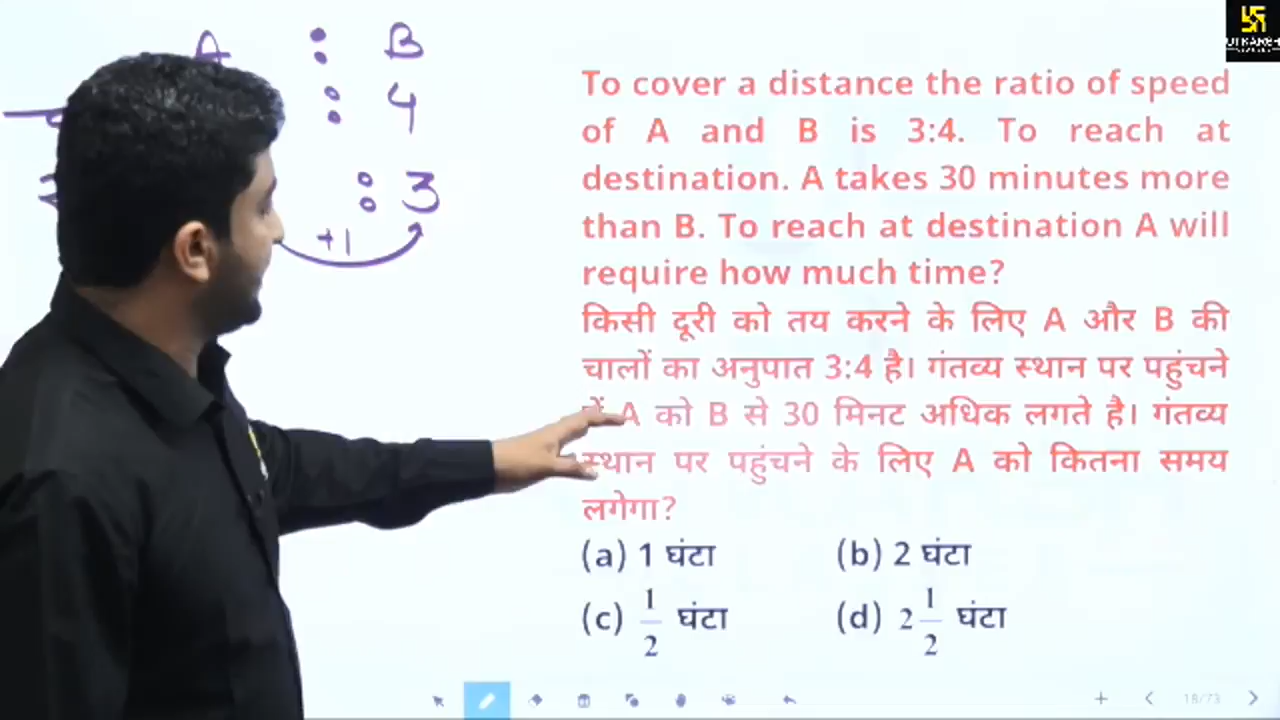 A : B
: 4
: 3
+1
To cover a distance the ratio of speed
of A and B is 3:4. To reach at
destination. A takes 30 minutes more
than B. To reach at destination A will
require how much time?
किसी दूरी को तय करने के लिए A और B की
चालों का अनुपात 3:4 है। गंतव्य स्थान पर पहुंचने
में A को B से 30 मिनट अधिक लगते है। गंतव्य
स्थान पर पहुंचने के लिए A को कितना समय
लगेगा?
(a) 1 घंटा (b) 2 घंटा
(c) 1/2 घंटा (d) 2 1/2 घंटा
18/73